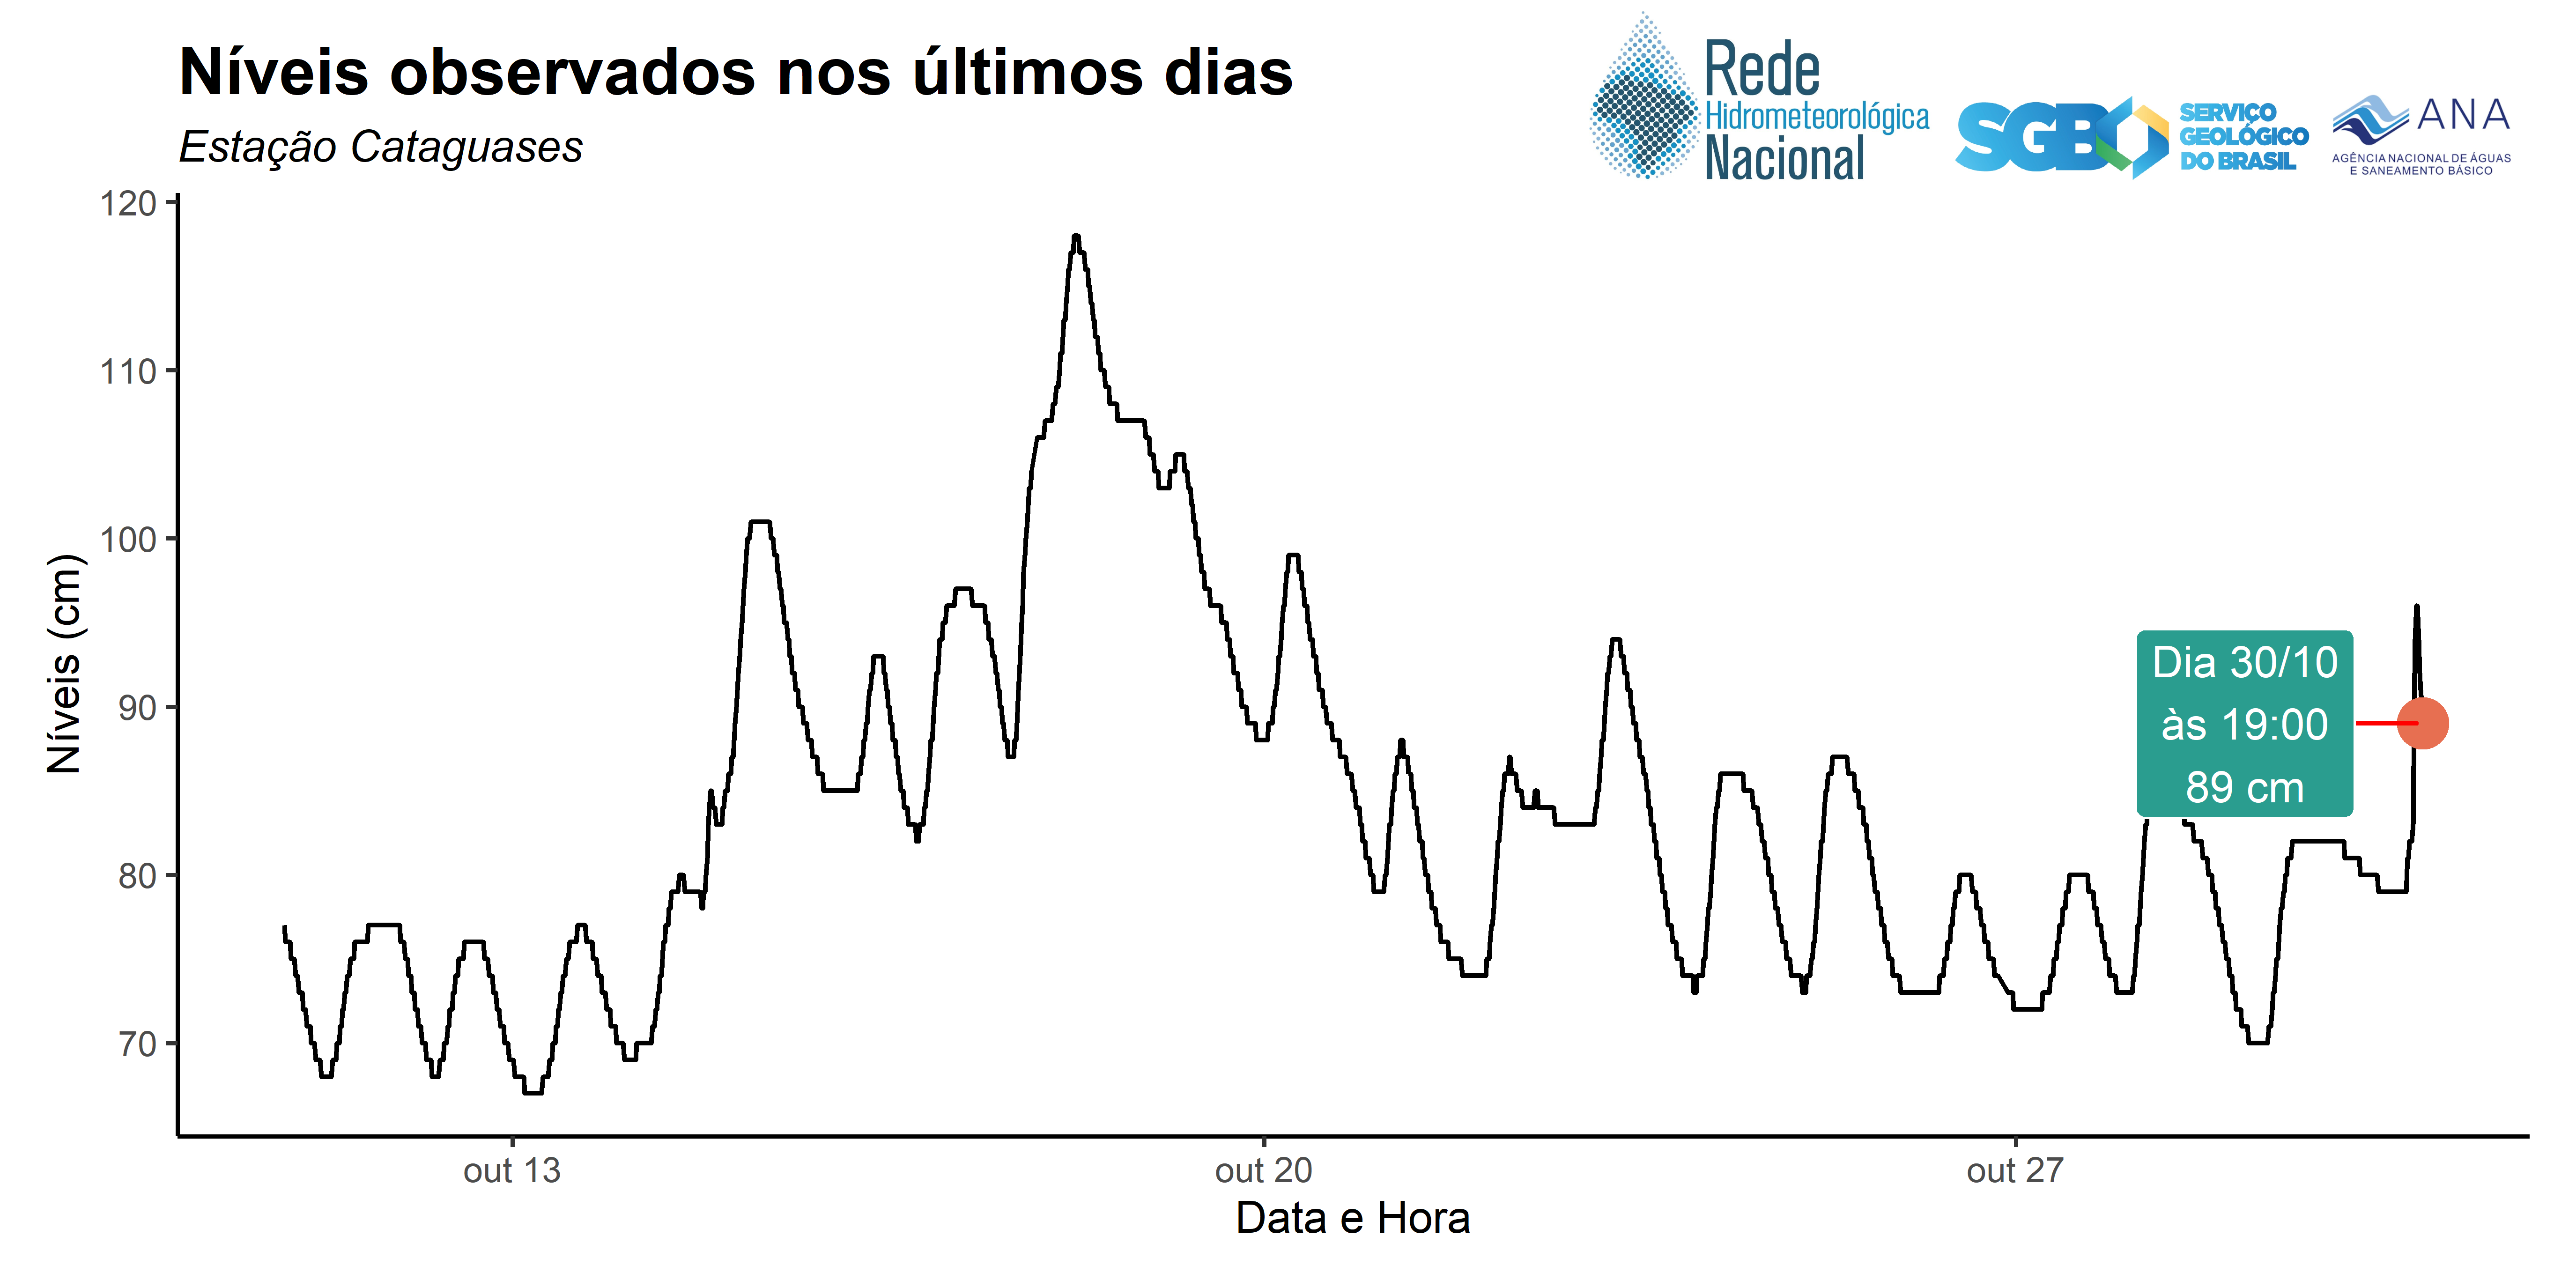 Níveis observados nos últimos dias
Estação Cataguases
Rede
Hidrometeorológica
Nacional
SGB
SERVIÇO
GEOLÓGICO
DO BRASIL
ANA
AGÊNCIA NACIONAL DE ÁGUAS
E SANEAMENTO BÁSICO
120
110
100
90
80
70
Níveis (cm)
Dia 30/10
às 19:00
89 cm
out 13
out 20
out 27
Data e Hora